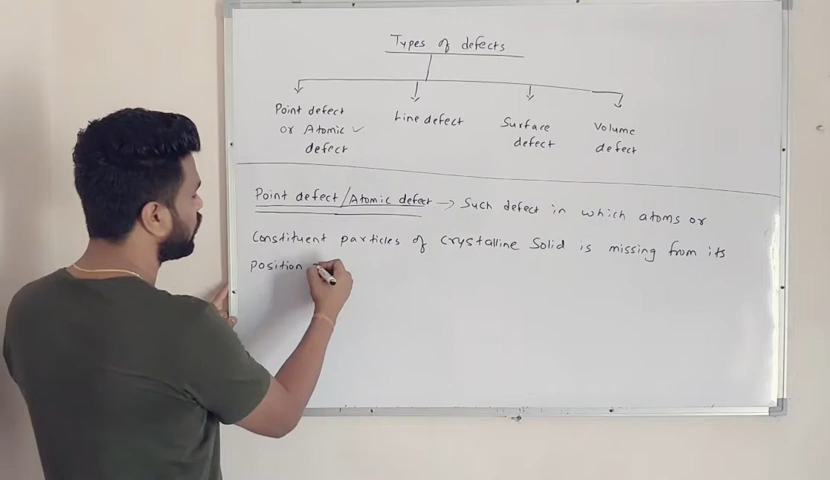 Types of defects
Point defect
or Atomic ✓
defect
Line defect
Surface
defect
Volume
defect
Point defect/Atomic defect → Such defect in which atoms or
Constituent particles of Crystalline Solid is missing from its
position